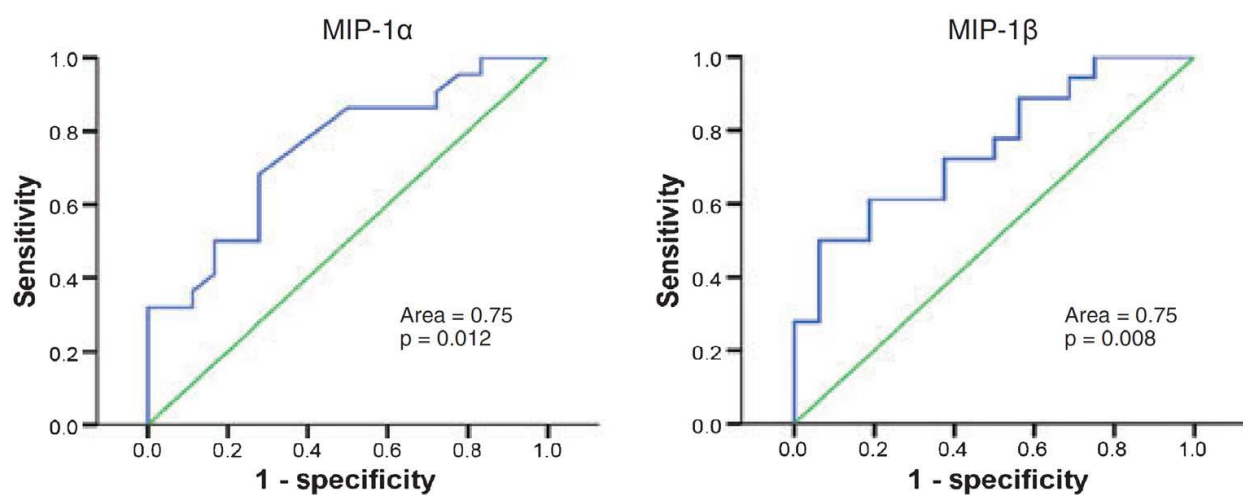 MIP-1α
1.0
0.8
0.6
0.4
0.2
0.0
Sensitivity
Area = 0.75
p = 0.012
0.0 0.2 0.4 0.6 0.8 1.0
1 - specificity
MIP-1β
1.0
0.8
0.6
0.4
0.2
0.0
Sensitivity
Area = 0.75
p = 0.008
0.0 0.2 0.4 0.6 0.8 1.0
1 - specificity